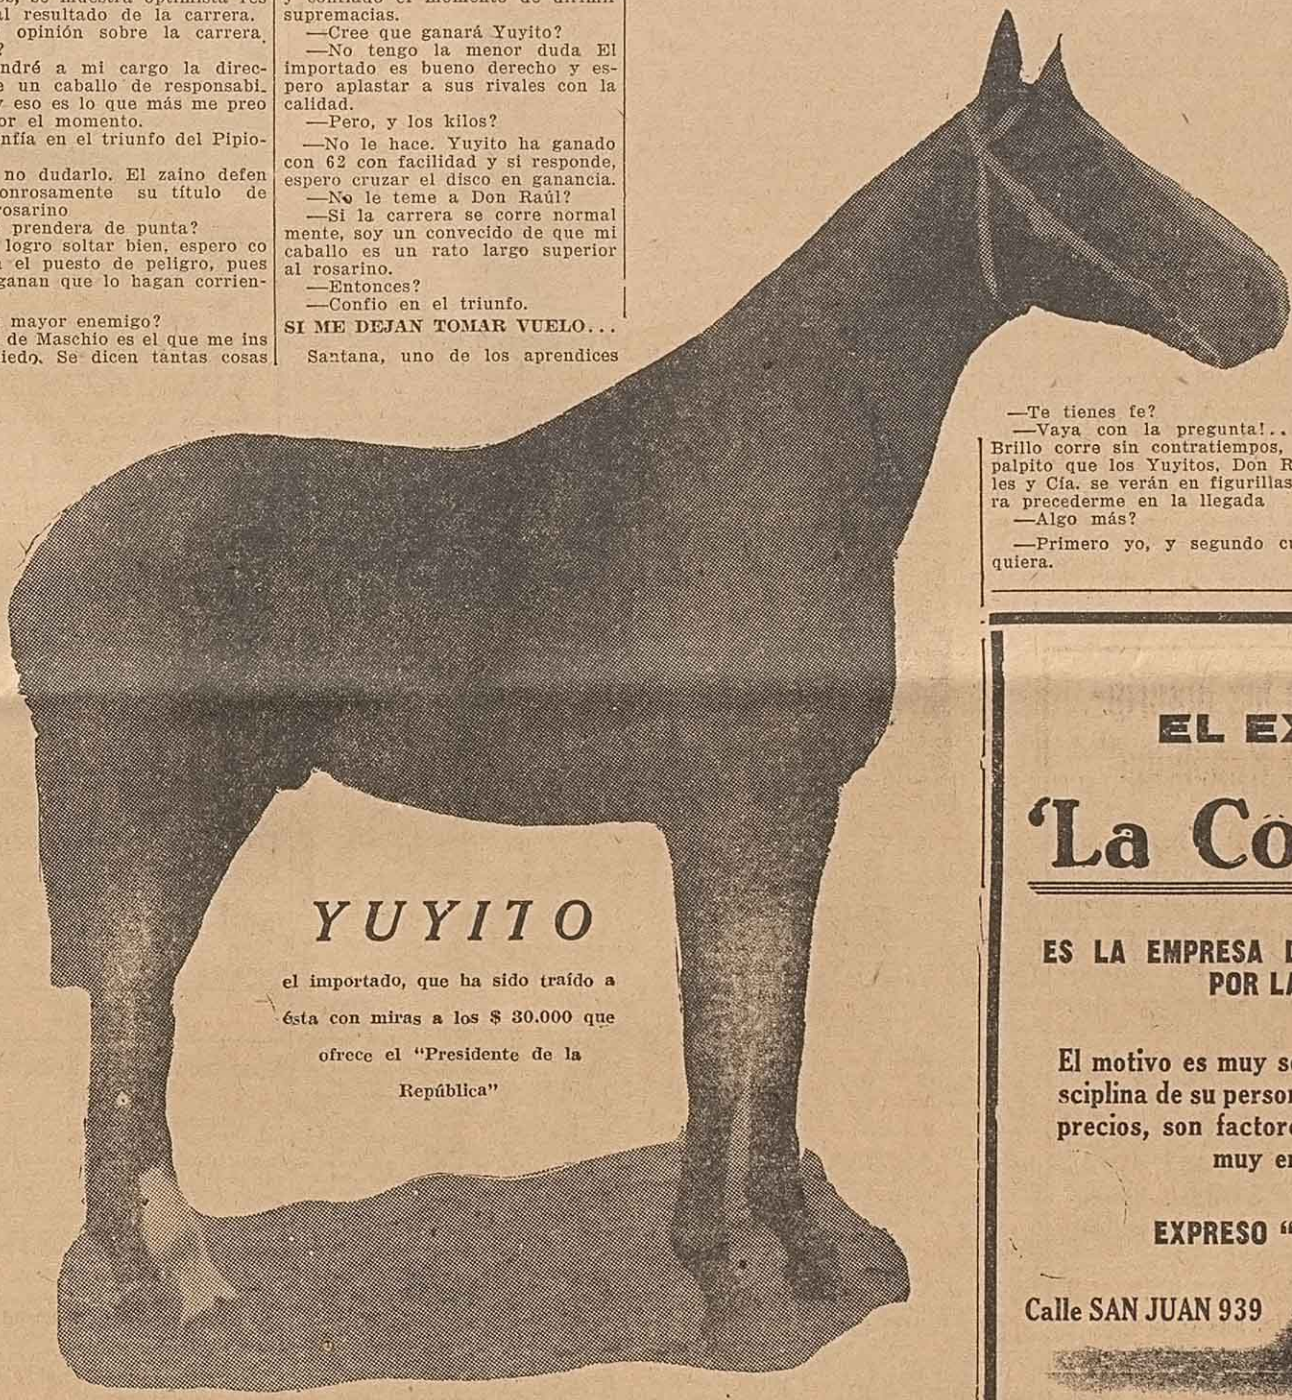 al resultado de la carrera.
opinión sobre la carrera
?
ndré a mi cargo la direc-
e un caballo de responsabi-
y eso es lo que más me preo
or el momento.
nfía en el triunfo del Pipio-
no dudarlo. El zaino defen
onrosamente su título de
rosarino
prendera de punta?
logro soltar bien, espero co
el puesto de peligro, pues
ganan que lo hagan corrien-
mayor enemigo?
de Maschio es el que me ins
iedo. Se dicen tantas cosas
supremacias.
—Cree que ganará Yuyito?
—No tengo la menor duda El
importado es bueno derecho y es-
pero aplastar a sus rivales con la
calidad.
—Pero, y los kilos?
—No le hace. Yuyito ha ganado
con 62 con facilidad y si responde,
espero cruzar el disco en ganancia.
—No le teme a Don Raúl?
—Si la carrera se corre normal
mente, soy un convecido de que mi
caballo es un rato largo superior
al rosarino.
—Entonces?
—Confio en el triunfo.
SI ME DEJAN TOMAR VUELO...
Santana, uno de los aprendices
—Te tienes fe?
—Vaya con la pregunta!..
Brillo corre sin contratiempos,
palpito que los Yuyitos, Don R
les y Cía. se verán en figurillas
ra precederme en la llegada
—Algo más?
—Primero yo, y segundo cu
quiera.
YUYITO
el importado, que ha sido traído a
ésta con miras a los $ 30.000 que
ofrece el "Presidente de la
República"
EL EX
'La Co
ES LA EMPRESA D
POR LA
El motivo es muy se
sciplina de su person
precios, son factore
muy en
EXPRESO "
Calle SAN JUAN 939